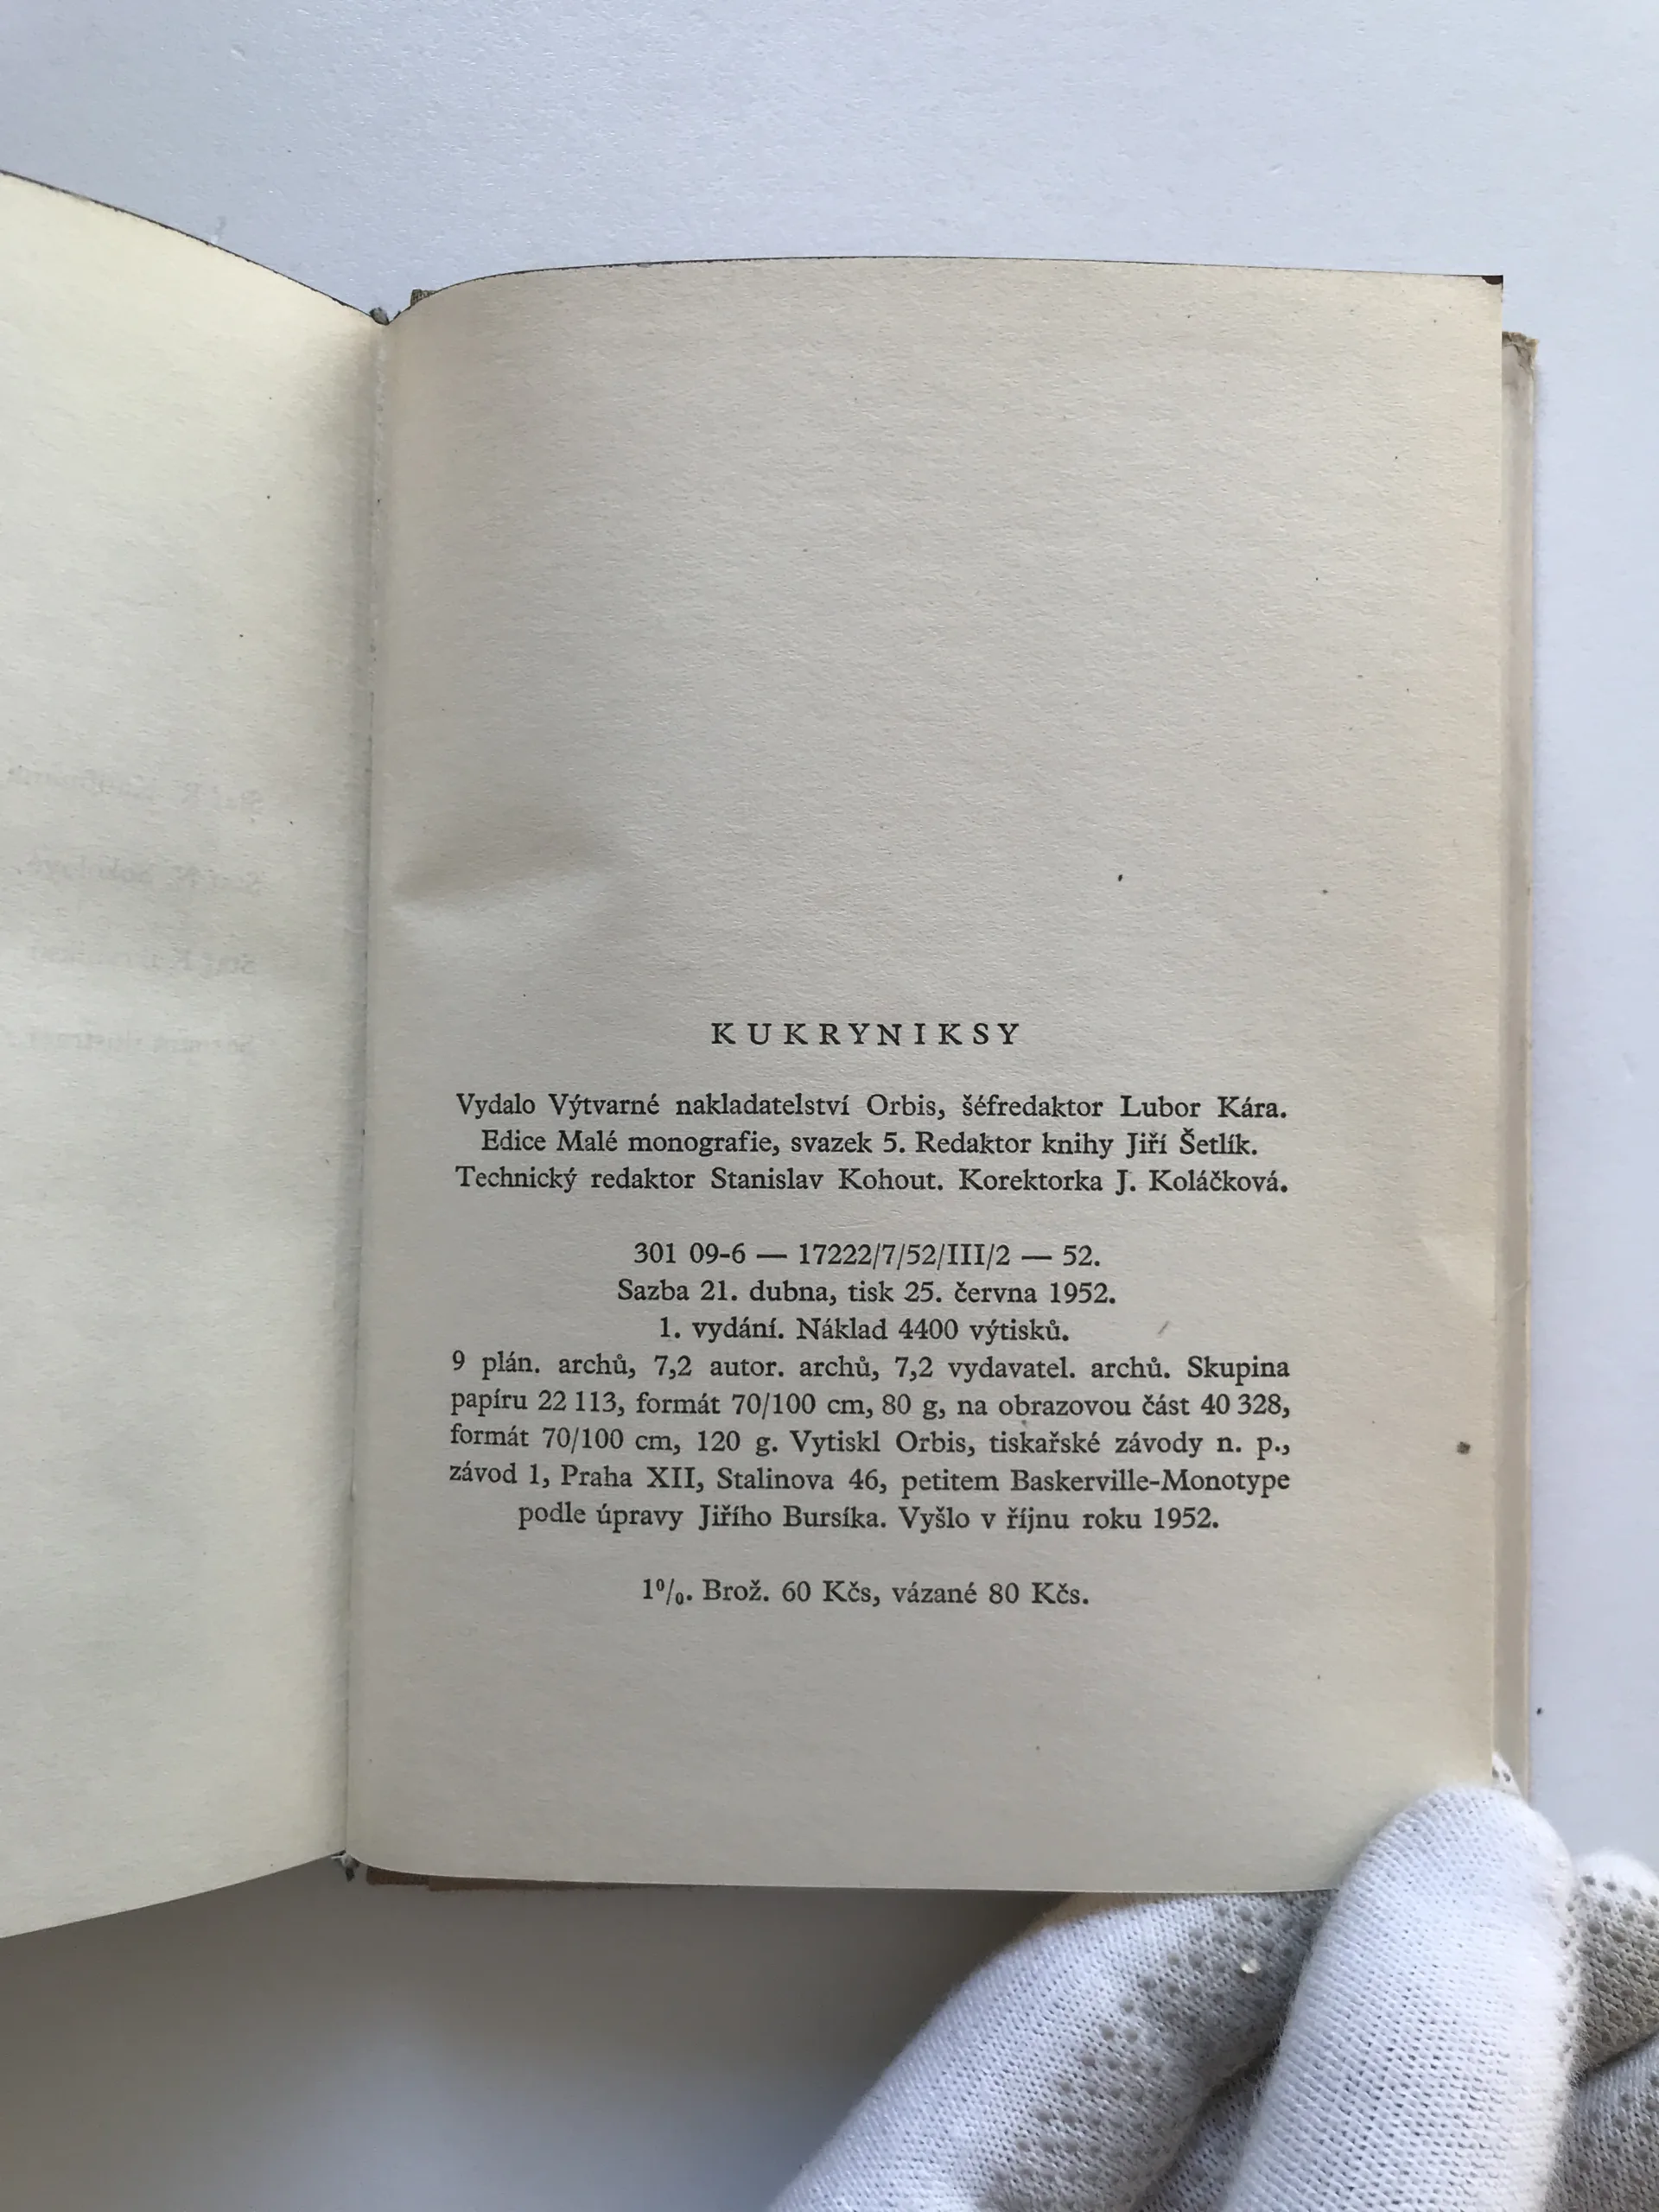 KUKRYNIKSY
Vydalo Výtvarné nakladatelství Orbis, šéfredaktor Lubor Kára.
Edice Malé monografie, svazek 5. Redaktor knihy Jiří Šetlík.
Technický redaktor Stanislav Kohout. Korektorka J. Koláčková.
301 09-6 — 17222/7/52/III/2 — 52.
Sazba 21. dubna, tisk 25. června 1952.
1. vydání. Náklad 4400 výtisků.
9 plán. archů, 7,2 autor. archů, 7,2 vydavatel. archů. Skupina
papíru 22 113, formát 70/100 cm, 80 g, na obrazovou část 40 328,
formát 70/100 cm, 120 g. Vytiskl Orbis, tiskařské závody n. p.,
závod 1, Praha XII, Stalinova 46, petitem Baskerville-Monotype
podle úpravy Jiřího Bursíka. Vyšlo v říjnu roku 1952.
1%. Brož. 60 Kčs, vázané 80 Kčs.